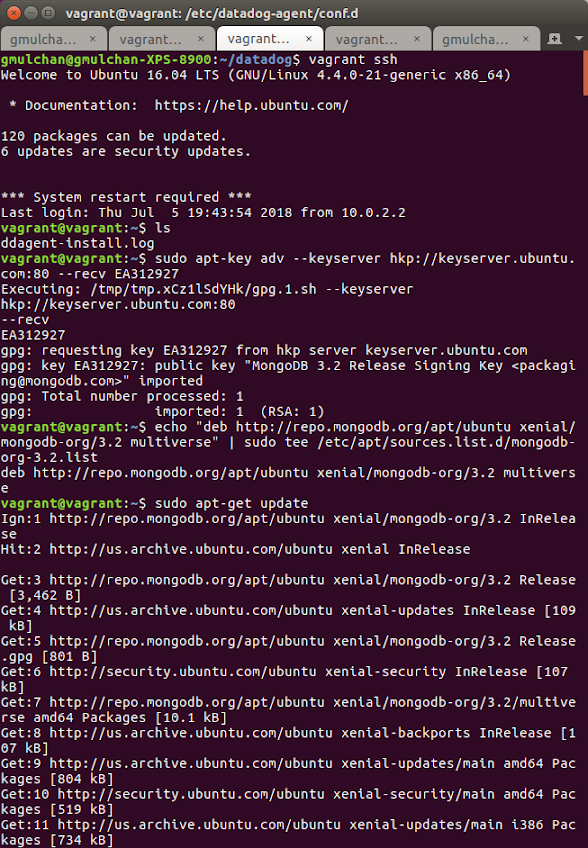 vagrant@vagrant: /etc/datadog-agent/conf.d
gmulcha... × vagrant... × vagrant... × vagrant... × gmulcha... ×
gmulchan@gmulchan-XPS-8900:~/datadog$ vagrant ssh
Welcome to Ubuntu 16.04 LTS (GNU/Linux 4.4.0-21-generic x86_64)
* Documentation:  https://help.ubuntu.com/
120 packages can be updated.
6 updates are security updates.
*** System restart required ***
Last login: Thu Jul  5 19:43:54 2018 from 10.0.2.2
vagrant@vagrant:~$ ls
ddagent-install.log
vagrant@vagrant:~$ sudo apt-key adv --keyserver hkp://keyserver.ubuntu.
com:80 --recv EA312927
Executing: /tmp/tmp.xCz1lSdYHk/gpg.1.sh --keyserver
hkp://keyserver.ubuntu.com:80
--recv
EA312927
gpg: requesting key EA312927 from hkp server keyserver.ubuntu.com
gpg: key EA312927: public key "MongoDB 3.2 Release Signing Key <packagi
ng@mongodb.com>" imported
gpg: Total number processed: 1
gpg:               imported: 1  (RSA: 1)
vagrant@vagrant:~$ echo "deb http://repo.mongodb.org/apt/ubuntu xenial/
mongodb-org/3.2 multiverse" | sudo tee /etc/apt/sources.list.d/mongodb-
org-3.2.list
deb http://repo.mongodb.org/apt/ubuntu xenial/mongodb-org/3.2 multivers
e
vagrant@vagrant:~$ sudo apt-get update
Ign:1 http://repo.mongodb.org/apt/ubuntu xenial/mongodb-org/3.2 InRelea
se
Hit:2 http://us.archive.ubuntu.com/ubuntu xenial InRelease
Get:3 http://repo.mongodb.org/apt/ubuntu xenial/mongodb-org/3.2 Release
[3,462 B]
Get:4 http://us.archive.ubuntu.com/ubuntu xenial-updates InRelease [109
kB]
Get:5 http://repo.mongodb.org/apt/ubuntu xenial/mongodb-org/3.2 Release
.gpg [801 B]
Get:6 http://security.ubuntu.com/ubuntu xenial-security InRelease [107
kB]
Get:7 http://repo.mongodb.org/apt/ubuntu xenial/mongodb-org/3.2/multive
rse amd64 Packages [10.1 kB]
Get:8 http://us.archive.ubuntu.com/ubuntu xenial-backports InRelease [1
07 kB]
Get:9 http://us.archive.ubuntu.com/ubuntu xenial-updates/main amd64 Pac
kages [804 kB]
Get:10 http://security.ubuntu.com/ubuntu xenial-security/main amd64 Pac
kages [519 kB]
Get:11 http://us.archive.ubuntu.com/ubuntu xenial-updates/main i386 Pac
kages [734 kB]